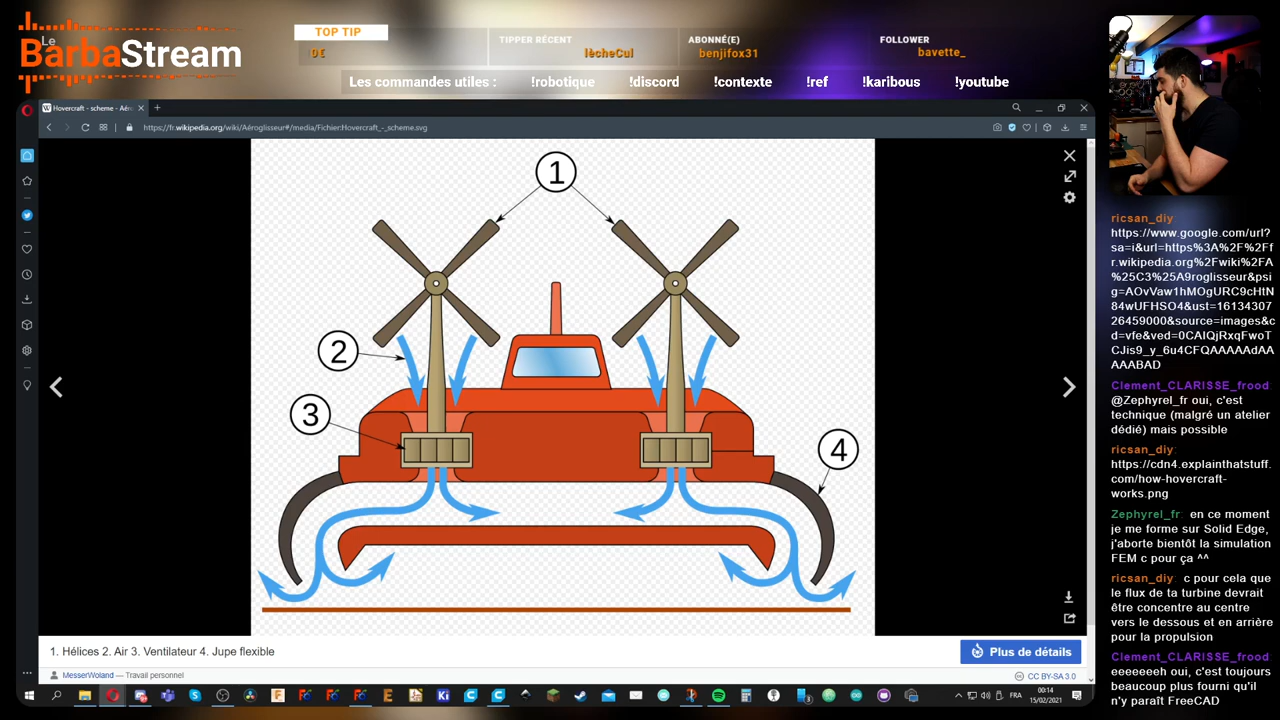 Le
BarbaStream
TOP TIP
0€
TIPPER RÉCENT
lècheCul
ABONNÉ(E)
benjifox31
FOLLOWER
bavette_
Les commandes utiles : !robotique !discord !contexte !ref !karibous !youtube
Hovercraft - scheme - Aér
https://fr.wikipedia.org/wiki/Aéroglisseur#/media/Fichier:Hovercraft_-_scheme.svg
1
2
3
4
1. Hélices 2. Air 3. Ventilateur 4. Jupe flexible
Plus de détails
MesserWoland — Travail personnel
CC BY-SA 3.0
ricsan_diy
https://www.google.com/url?
sa=i&url=https%3A%2F%2Ff
r.wikipedia.org%2Fwiki%2FA
%25C3%25A9roglisseur&psi
g=AOvVaw1hMOgURC9cHtN
84wUFHSO4&ust=16134307
26459000&source=images&c
d=vfe&ved=0CAIQjRxqFwoT
CJis9_y_6u4CFQAAAAAdAA
AAABAD
Clement_CLARISSE_frood:
@Zephyrel_fr oui, c'est
technique (malgré un atelier
dédié) mais possible
ricsan_diy:
https://cdn4.explainthatstuff.
com/how-hovercraft-
works.png
Zephyrel_fr: en ce moment
je me forme sur Solid Edge,
j'aborte bientôt la simulation
FEM c pour ça ^^
ricsan_diy: c pour cela que
le flux de ta turbine devrait
être concentre au centre
vers le dessous et en arrière
pour la propulsion
Clement_CLARISSE_frood:
eeeeeeh oui, c'est toujours
beaucoup plus fourni qu'il
n'y paraît FreeCAD
FRA
00:14
15/02/2021